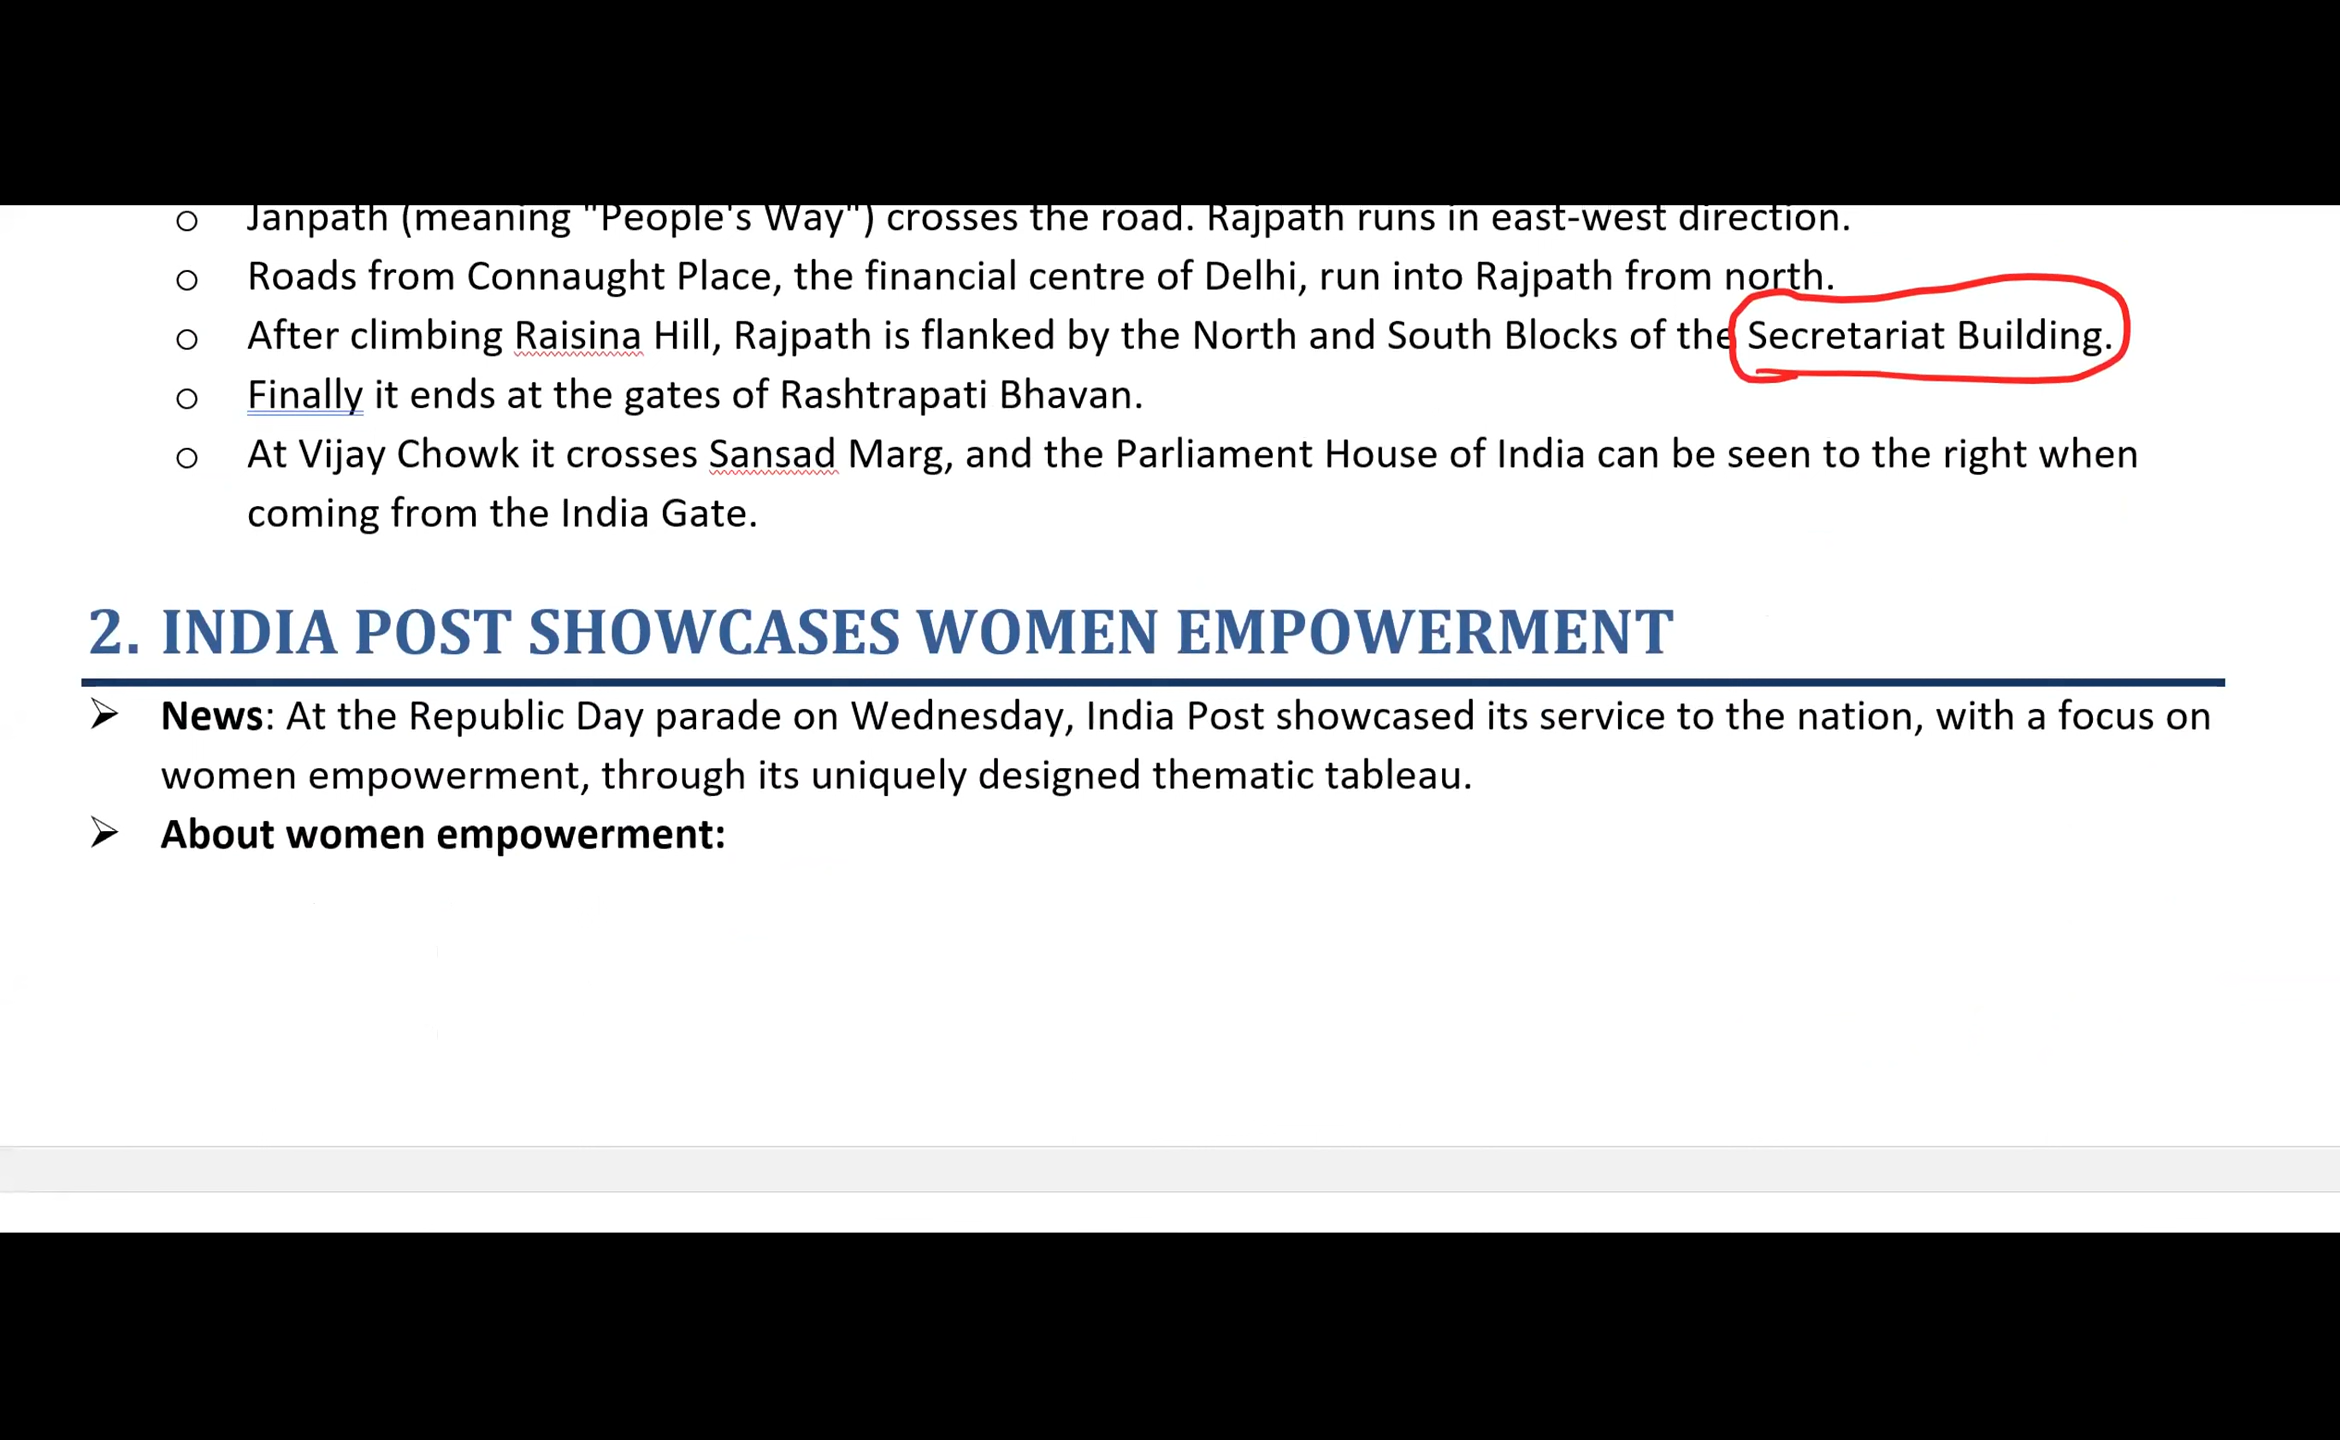 o Janpath (meaning "People's Way") crosses the road. Rajpath runs in east-west direction.
o Roads from Connaught Place, the financial centre of Delhi, run into Rajpath from north.
o After climbing Raisina Hill, Rajpath is flanked by the North and South Blocks of the Secretariat Building.
o Finally it ends at the gates of Rashtrapati Bhavan.
o At Vijay Chowk it crosses Sansad Marg, and the Parliament House of India can be seen to the right when
coming from the India Gate.
2. INDIA POST SHOWCASES WOMEN EMPOWERMENT
➢ News: At the Republic Day parade on Wednesday, India Post showcased its service to the nation, with a focus on
women empowerment, through its uniquely designed thematic tableau.
➢ About women empowerment: